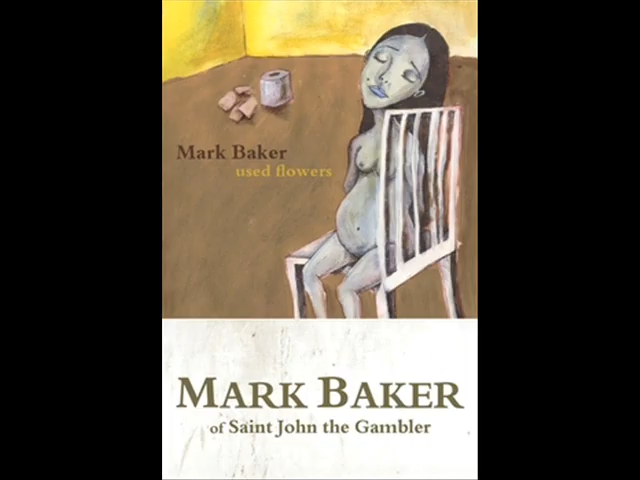 Mark Baker
used flowers
MARK BAKER
of Saint John the Gambler